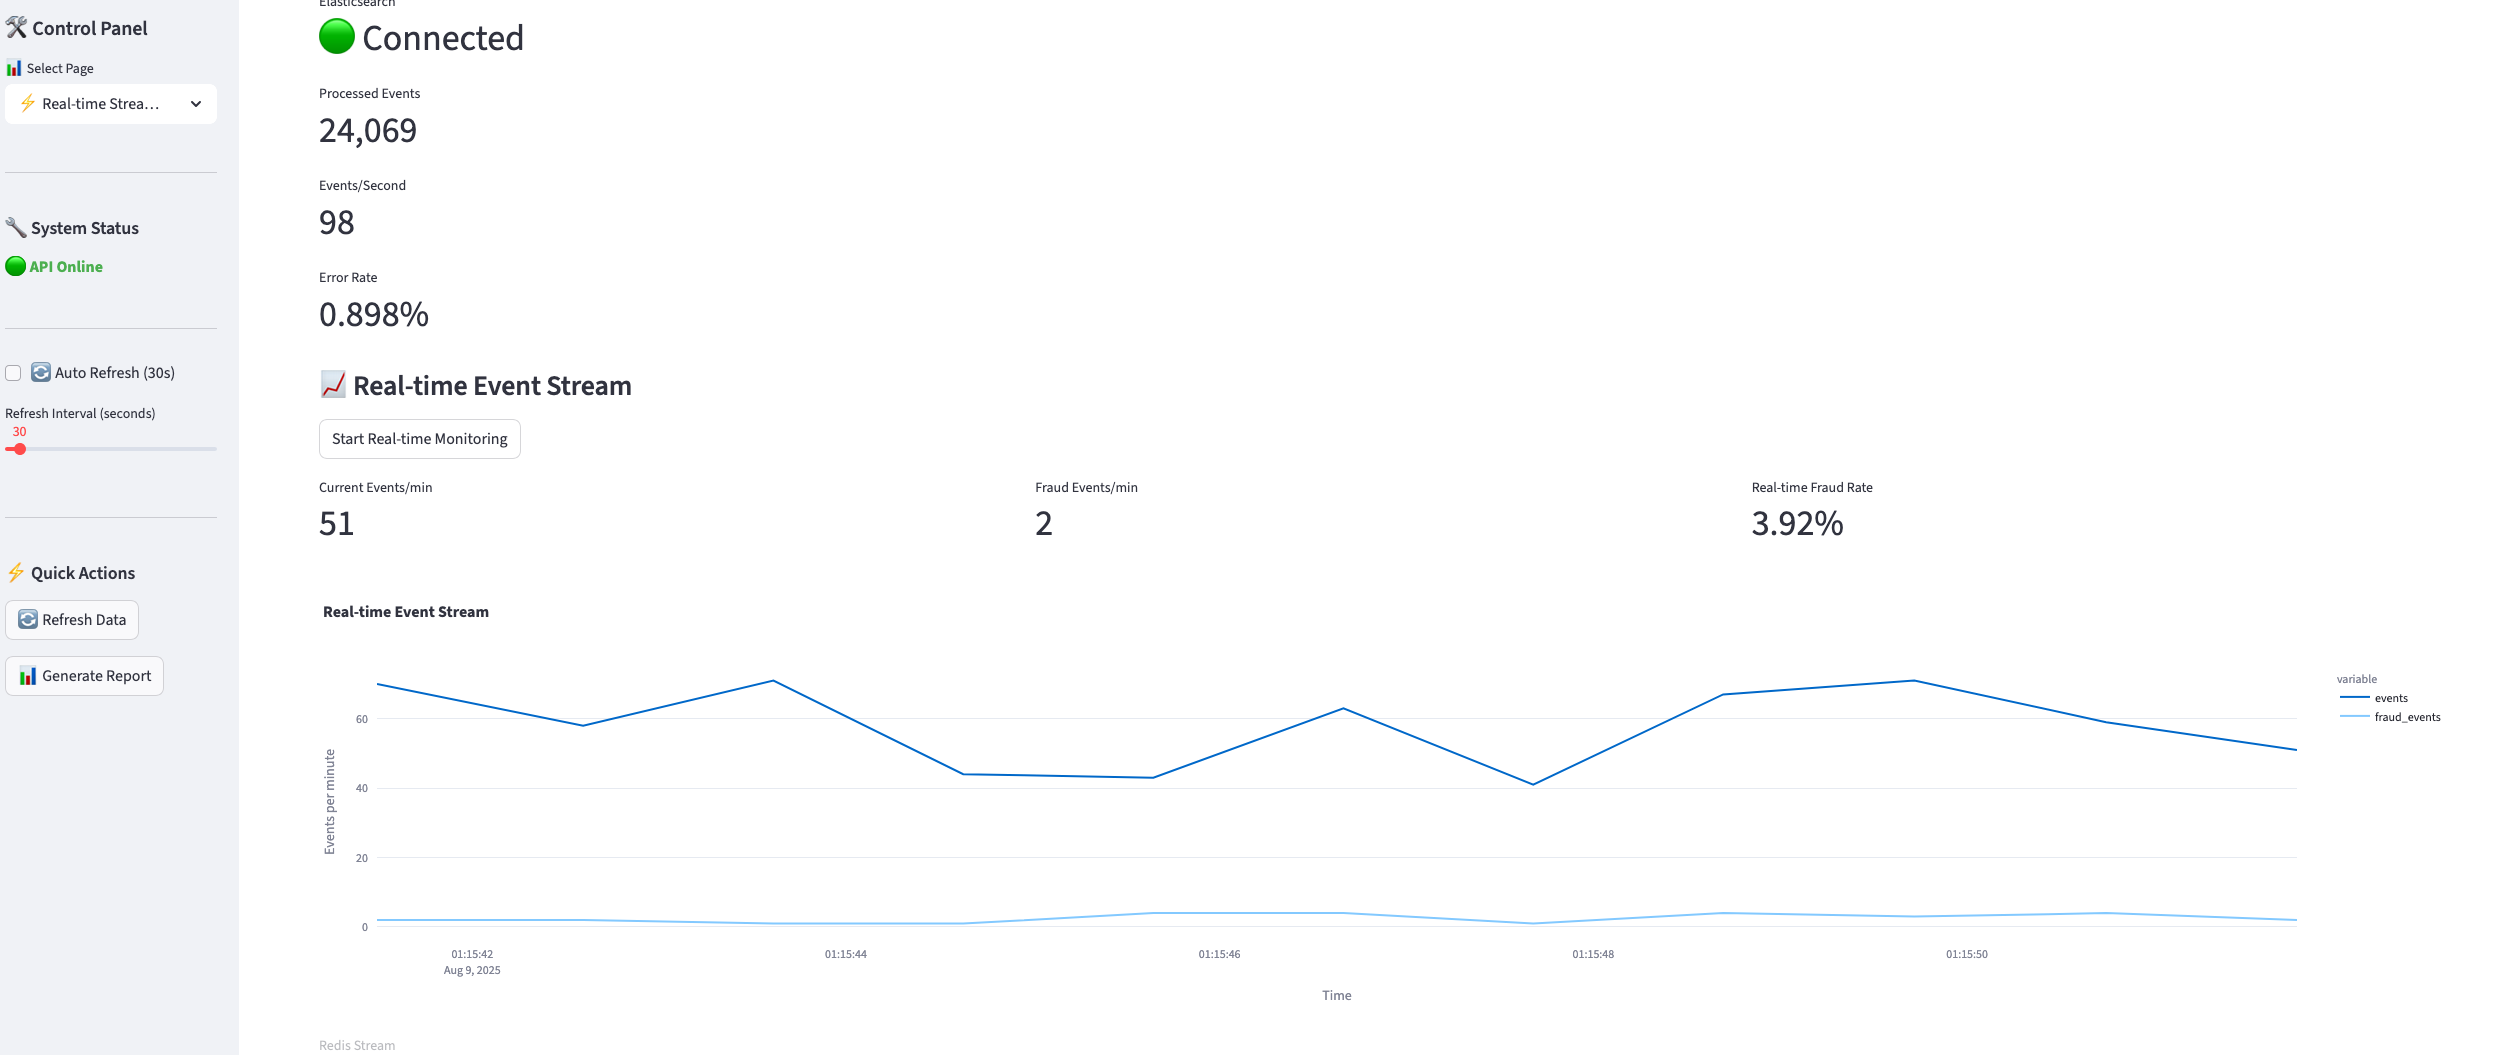 🛠️ Control Panel
📊 Select Page
⚡ Real-time Strea…
🔧 System Status
🟢 API Online
🔄 Auto Refresh (30s)
Refresh Interval (seconds)
30
⚡ Quick Actions
🔄 Refresh Data
📊 Generate Report
Elasticsearch
🟢 Connected
Processed Events
24,069
Events/Second
98
Error Rate
0.898%
📈 Real-time Event Stream
Start Real-time Monitoring
Current Events/min
51
Fraud Events/min
2
Real-time Fraud Rate
3.92%
Real-time Event Stream
variable
events
fraud_events
Events per minute
60
40
20
0
01:15:42
Aug 9, 2025
01:15:44
01:15:46
01:15:48
01:15:50
Time
Redis Stream